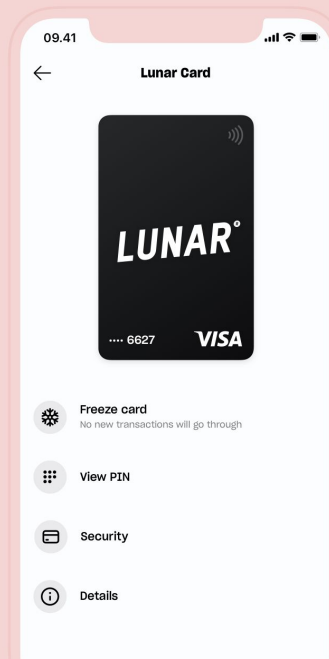 09.41
Lunar Card
LUNAR
•••• 6627
VISA
Freeze card
No new transactions will go through
View PIN
Security
Details